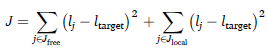 J = ∑_{j∈J_free} (l_j − l_target)^2 + ∑_{j∈J_local} (l_j − l_target)^2